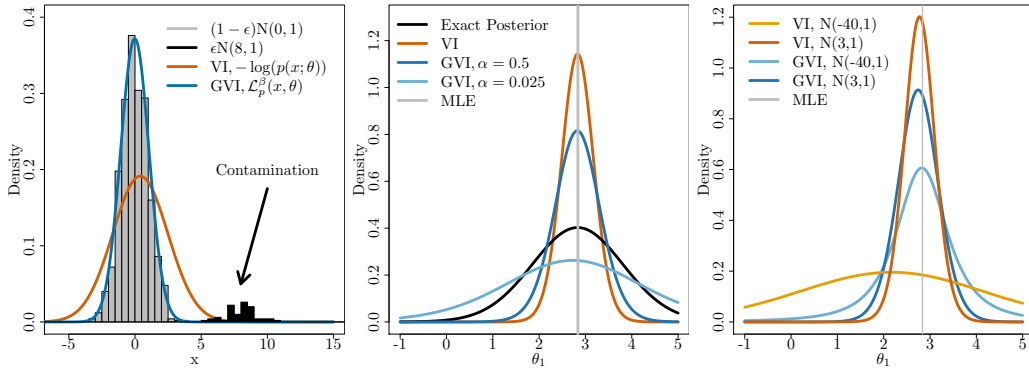 (1 − ϵ)N(0, 1)
ϵN(8, 1)
VI, − log(p(x; θ))
GVI, ℒ_p^β(x, θ)
Contamination
Density
0.0 0.1 0.2 0.3 0.4
-5 0 5 10 15
x
Exact Posterior
VI
GVI, α = 0.5
GVI, α = 0.025
MLE
Density
0.0 0.2 0.4 0.6 0.8 1.0 1.2
-1 0 1 2 3 4 5
θ₁
VI, N(-40,1)
VI, N(3,1)
GVI, N(-40,1)
GVI, N(3,1)
MLE
Density
0.0 0.2 0.4 0.6 0.8 1.0 1.2
-1 0 1 2 3 4 5
θ₁